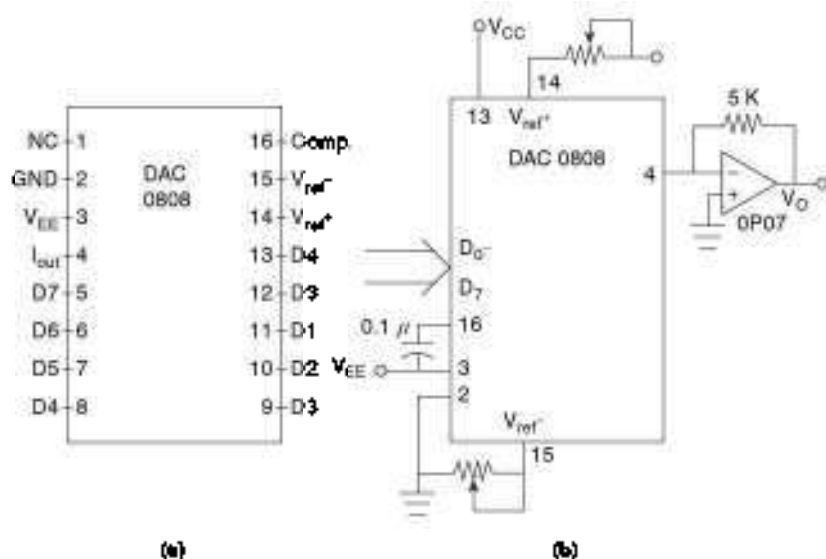 NC 1
GND 2
VEE 3
Iout 4
D7 5
D6 6
D5 7
D4 8
DAC
0808
16 Comp.
15 Vref-
14 Vref+
13 D4
12 D3
11 D1
10 D2
9 D3
(a)
VCC
14
13
Vref+
DAC 0808
4
5 K
-
+
VO
0P07
D0-
D7
16
0.1 μ
VEE
3
2
Vref-
15
(b)